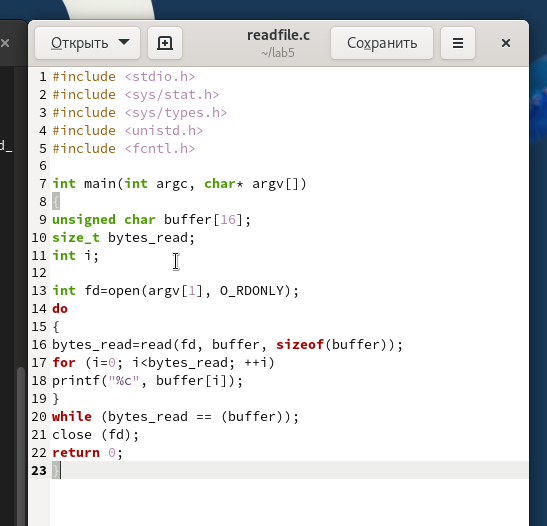 Открыть
readfile.c
~/lab5
Сохранить
d_
1 #include <stdio.h>
2 #include <sys/stat.h>
3 #include <sys/types.h>
4 #include <unistd.h>
5 #include <fcntl.h>
6
7 int main(int argc, char* argv[])
8 {
9 unsigned char buffer[16];
10 size_t bytes_read;
11 int i;
12
13 int fd=open(argv[1], O_RDONLY);
14 do
15 {
16 bytes_read=read(fd, buffer, sizeof(buffer));
17 for (i=0; i<bytes_read; ++i)
18 printf("%c", buffer[i]);
19 }
20 while (bytes_read == (buffer));
21 close (fd);
22 return 0;
23 }